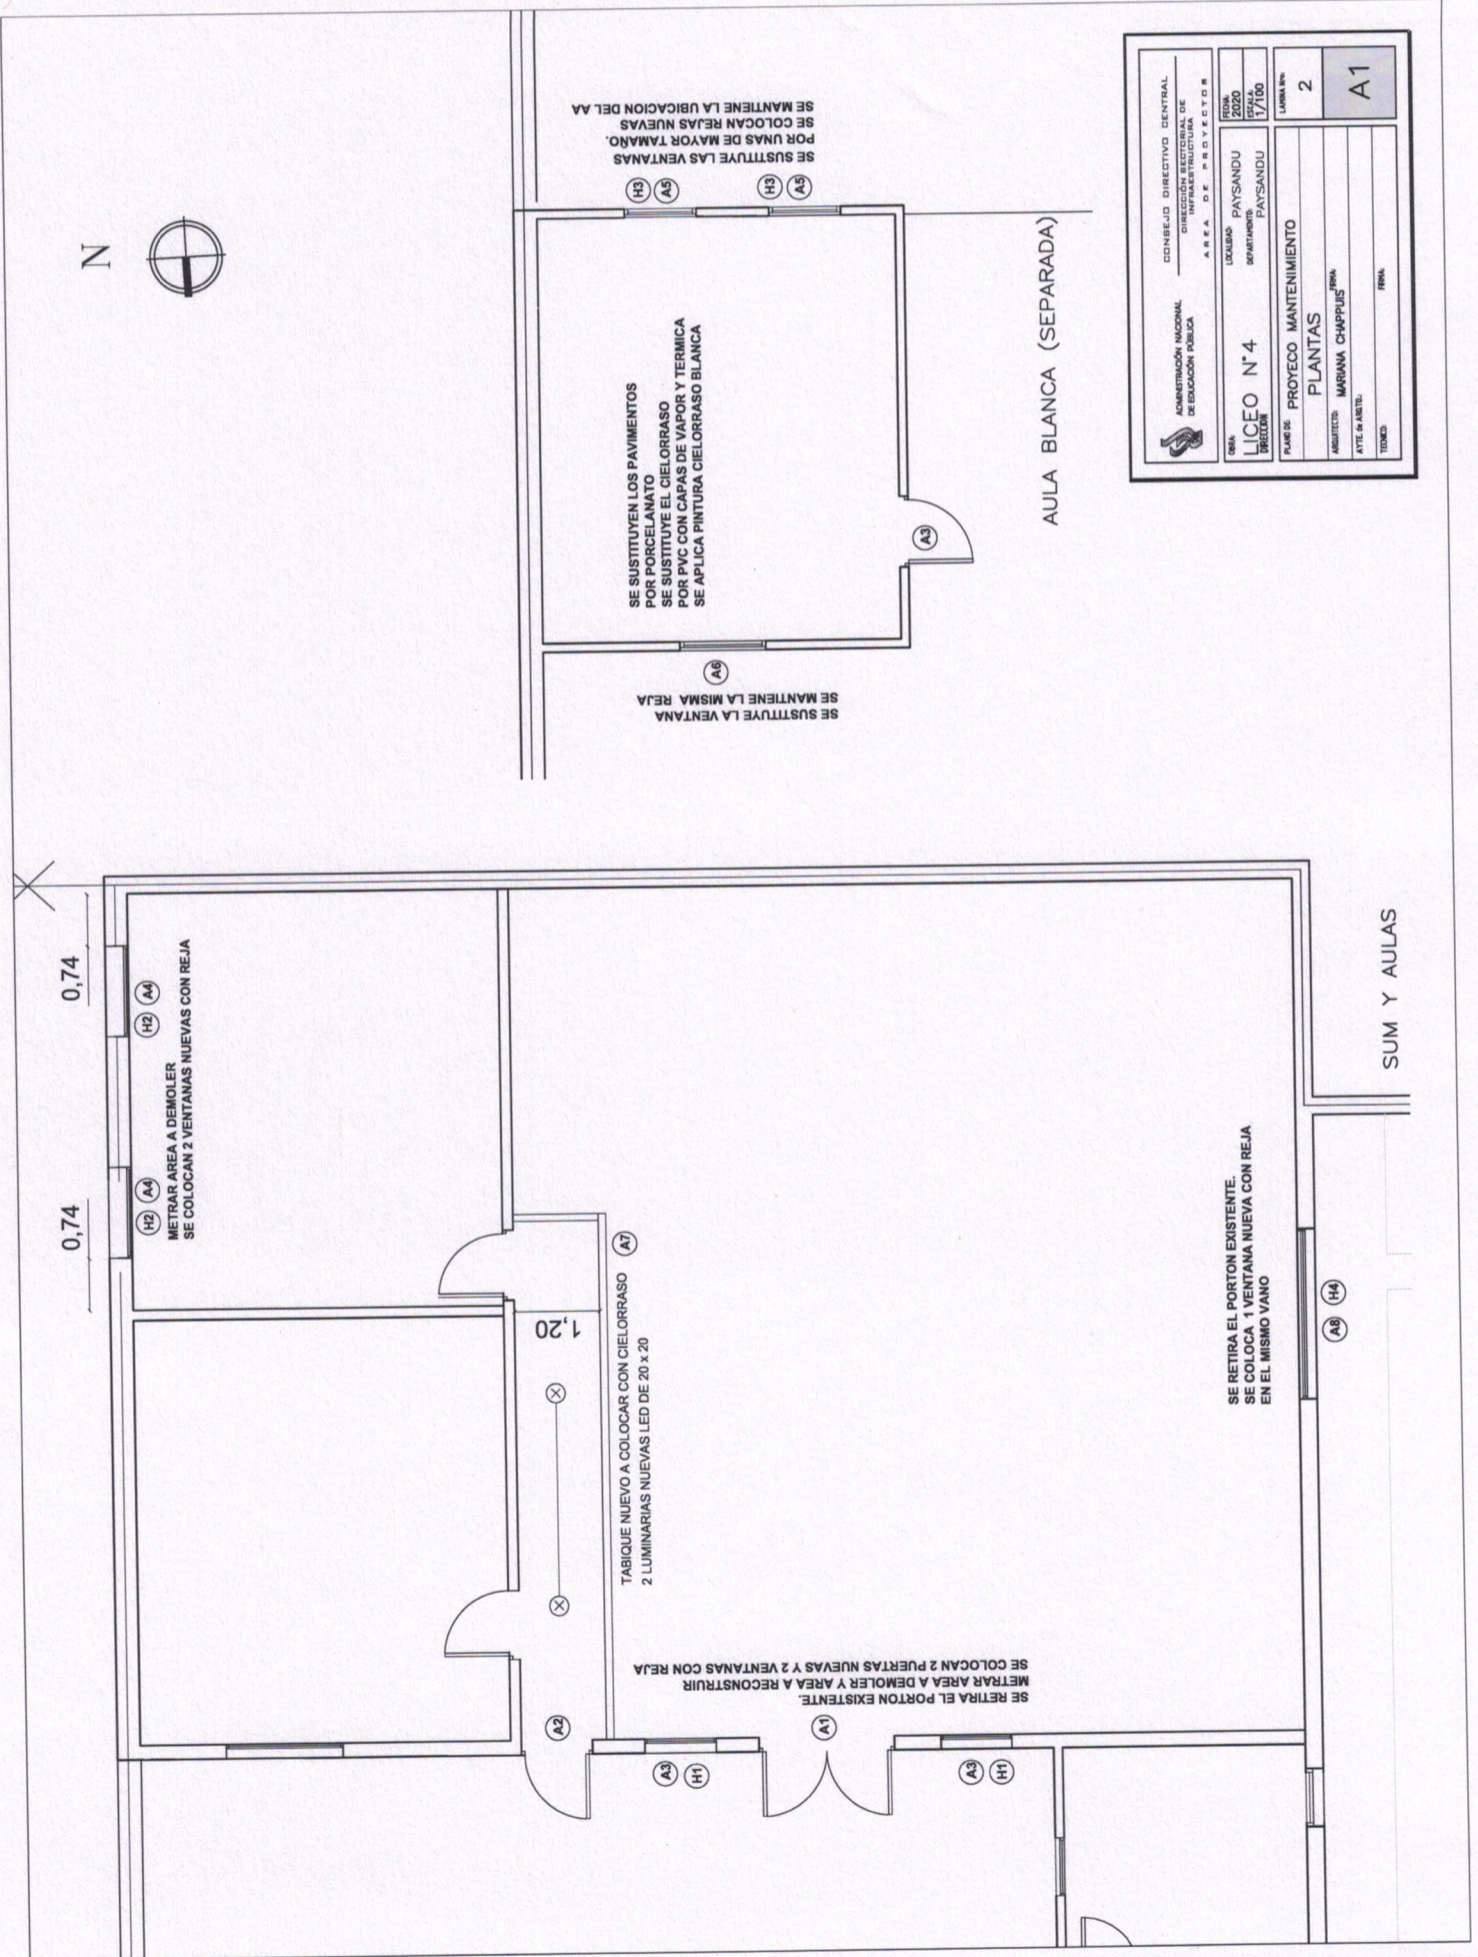 N
0,74
0,74
H2 A4
H2 A4
METRAR AREA A DEMOLER
SE COLOCAN 2 VENTANAS NUEVAS CON REJA
1,20
A2
TABIQUE NUEVO A COLOCAR CON CIELORRASO A7
2 LUMINARIAS NUEVAS LED DE 20 x 20
SE RETIRA EL PORTON EXISTENTE.
METRAR AREA A DEMOLER Y AREA A RECONSTRUIR
SE COLOCAN 2 PUERTAS NUEVAS Y 2 VENTANAS CON REJA
A1
A3
H1
A3
H1
SE RETIRA EL PORTON EXISTENTE.
SE COLOCA 1 VENTANA NUEVA CON REJA
EN EL MISMO VANO
A8 H4
SUM Y AULAS
SE SUSTITUYE LA VENTANA
SE MANTIENE LA MISMA REJA
A6
SE SUSTITUYEN LOS PAVIMENTOS
POR PORCELANATO
SE SUSTITUYE EL CIELORRASO
POR PVC CON CAPAS DE VAPOR Y TERMICA
SE APLICA PINTURA CIELORRASO BLANCA
A3
H3
A5
H3
A5
SE SUSTITUYE LAS VENTANAS
POR UNAS DE MAYOR TAMAÑO.
SE COLOCAN REJAS NUEVAS
SE MANTIENE LA UBICACION DEL AA
AULA BLANCA (SEPARADA)
ADMINISTRACIÓN NACIONAL
DE EDUCACIÓN PÚBLICA
CONSEJO DIRECTIVO CENTRAL
DIRECCIÓN SECTORIAL DE
INFRAESTRUCTURA
AREA DE PROYECTOS
OBRA:
LICEO N°4
DIRECCION
LOCALIDAD: PAYSANDU
DEPARTAMENTO: PAYSANDU
FECHA:
2020
ESCALA:
1/100
PLANO DE: PROYECO MANTENIMIENTO
PLANTAS
LAMINA Nro:
2
A1
ARQUITECTO: MARIANA CHAPPUIS FIRMA:
AYTE. de ARQTO.:
TECNICO: FIRMA: